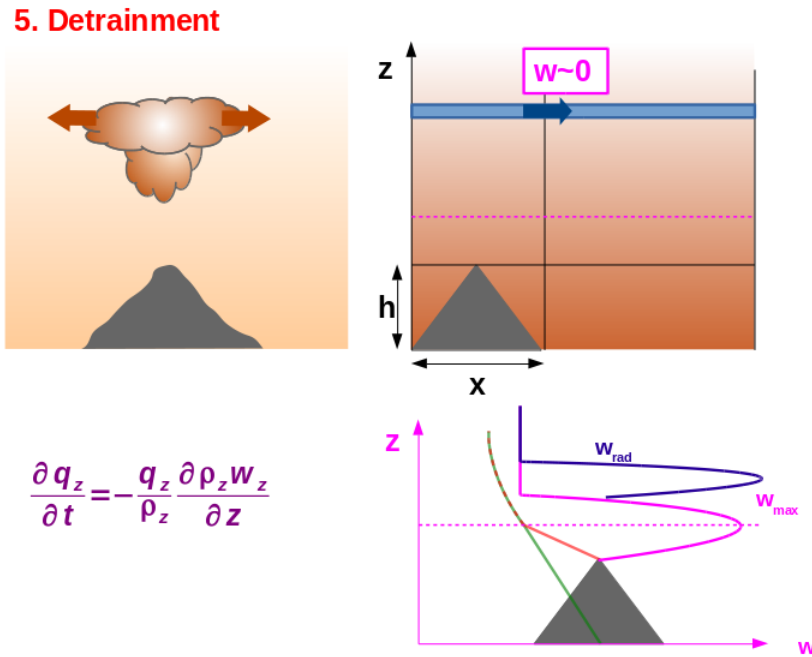 5. Detrainment
z
w~0
h
x
∂q_z/∂t = − q_z/ρ_z ∂ρ_z w_z/∂z
z
w_rad
w_max
w